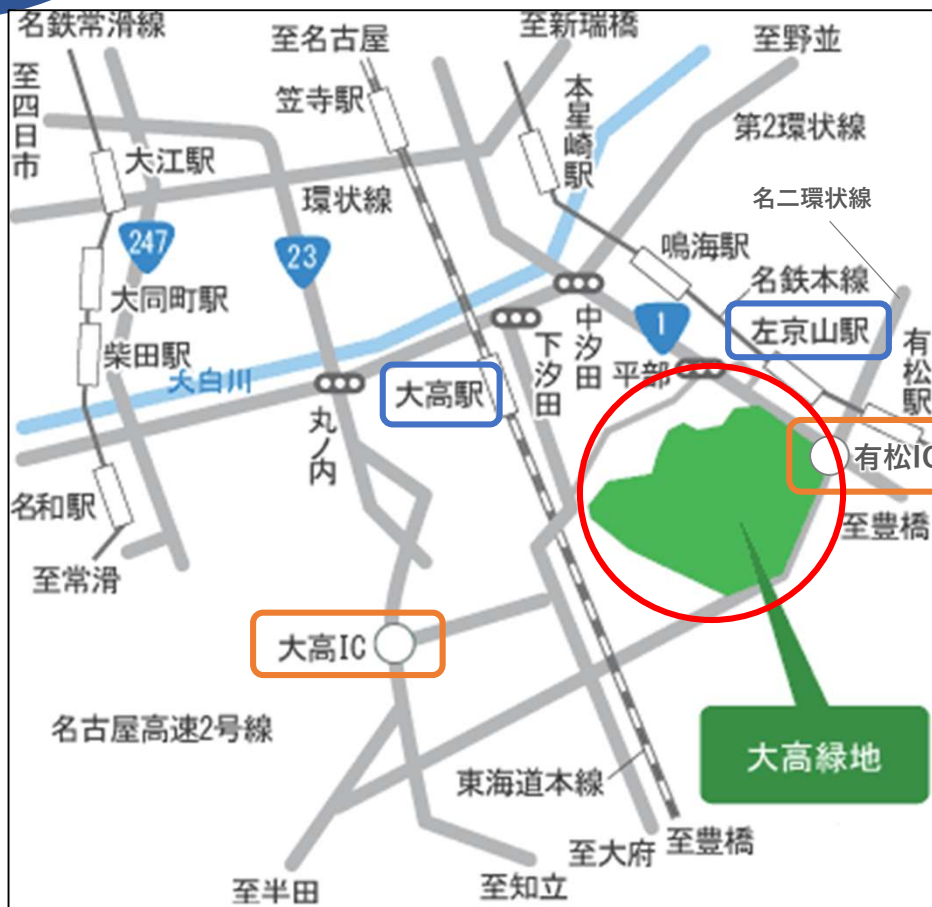 名鉄常滑線
至名古屋
至新瑞橋
至野並
至四日市
笠寺駅
本星崎駅
第2環状線
大江駅
環状線
名二環状線
247
23
鳴海駅
大同町駅
名鉄本線
1
左京山駅
柴田駅
天白川
大高駅
下汐田
中汐田
平部
有松駅
丸ノ内
有松IC
名和駅
至豊橋
至常滑
大高IC
名古屋高速2号線
大高緑地
東海道本線
至大府
至豊橋
至半田
至知立